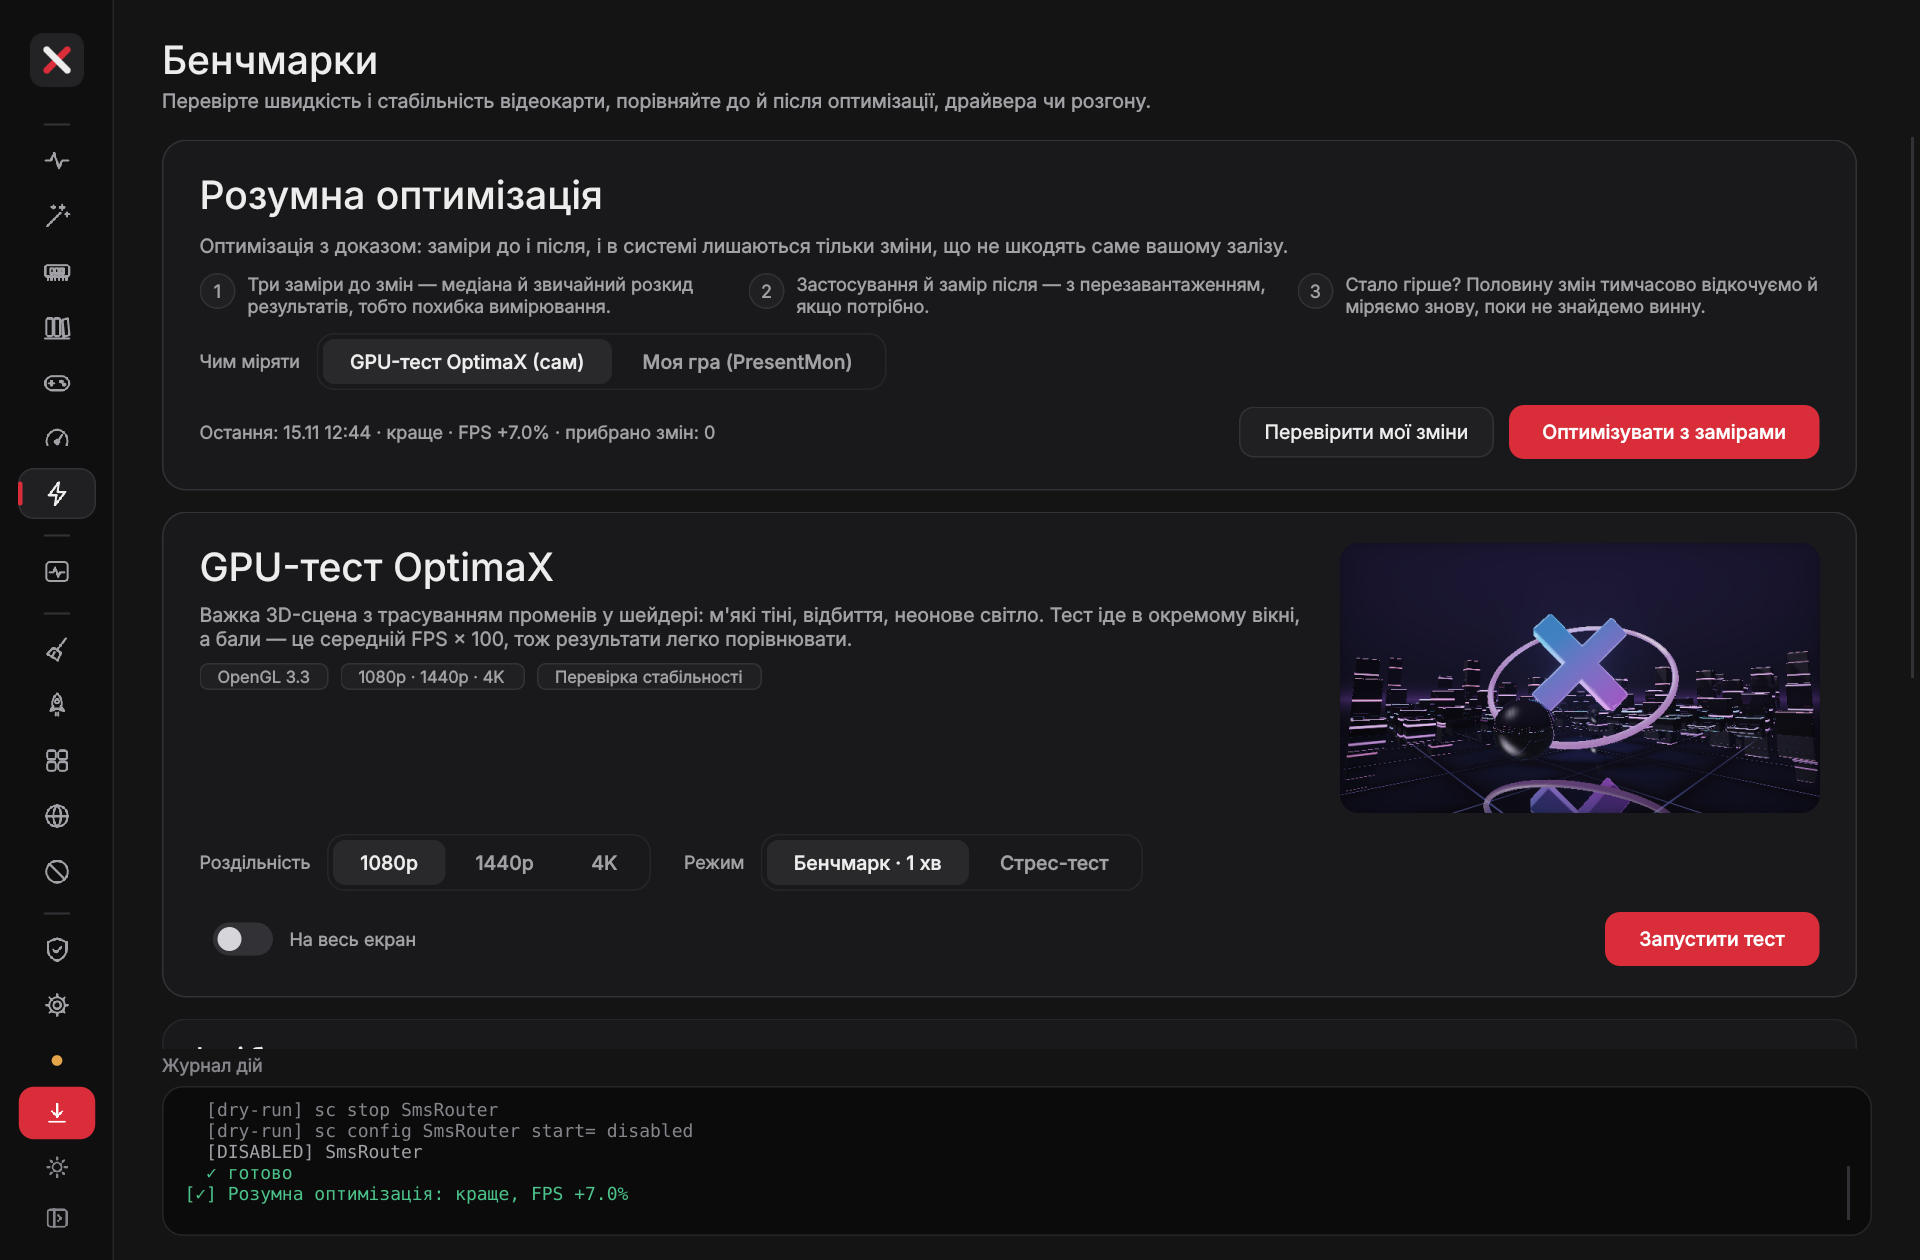 Бенчмарки
Перевірте швидкість і стабільність відеокарти, порівняйте до й після оптимізації, драйвера чи розгону.
Розумна оптимізація
Оптимізація з доказом: заміри до і після, і в системі лишаються тільки зміни, що не шкодять саме вашому залізу.
1
Три заміри до змін — медіана й звичайний розкид
результатів, тобто похибка вимірювання.
2
Застосування й замір після — з перезавантаженням,
якщо потрібно.
3
Стало гірше? Половину змін тимчасово відкочуємо й
міряємо знову, поки не знайдемо винну.
Чим міряти
GPU-тест OptimaX (сам)
Моя гра (PresentMon)
Остання: 15.11 12:44 · краще · FPS +7.0% · прибрано змін: 0
Перевірити мої зміни
Оптимізувати з замірами
GPU-тест OptimaX
Важка 3D-сцена з трасуванням променів у шейдері: м'які тіні, відбиття, неонове світло. Тест іде в окремому вікні,
а бали — це середній FPS × 100, тож результати легко порівнювати.
OpenGL 3.3
1080p · 1440p · 4K
Перевірка стабільності
Роздільність
1080p
1440p
4K
Режим
Бенчмарк · 1 хв
Стрес-тест
На весь екран
Запустити тест
Журнал дій
[dry-run] sc stop SmsRouter
[dry-run] sc config SmsRouter start= disabled
[DISABLED] SmsRouter
✓ готово
[✓] Розумна оптимізація: краще, FPS +7.0%